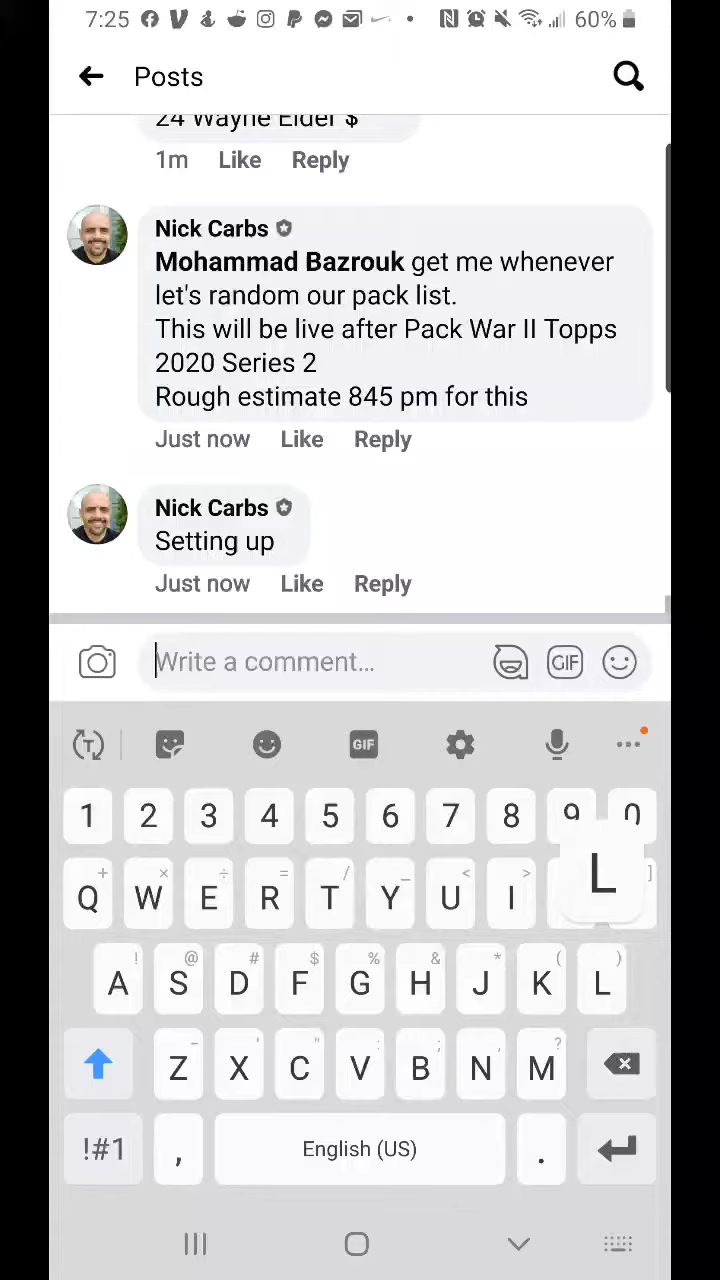 7:25
60%
Posts
24 Wayne Elder $
1m Like Reply
Nick Carbs
Mohammad Bazrouk get me whenever
let's random our pack list.
This will be live after Pack War II Topps
2020 Series 2
Rough estimate 845 pm for this
Just now Like Reply
Nick Carbs
Setting up
Just now Like Reply
Write a comment...
GIF
T
GIF
1 2 3 4 5 6 7 8 9 0
+ × ÷ = / _ < > ]
Q W E R T Y U I
L
! @ # $ % & * ( )
A S D F G H J K L
- ' " : ; , ?
Z X C V B N M
!#1 , English (US) .